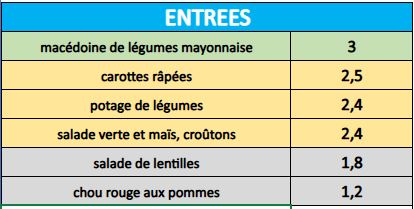 ENTREES
macédoine de légumes mayonnaise 3
carottes râpées 2,5
potage de légumes 2,4
salade verte et maïs, croûtons 2,4
salade de lentilles 1,8
chou rouge aux pommes 1,2